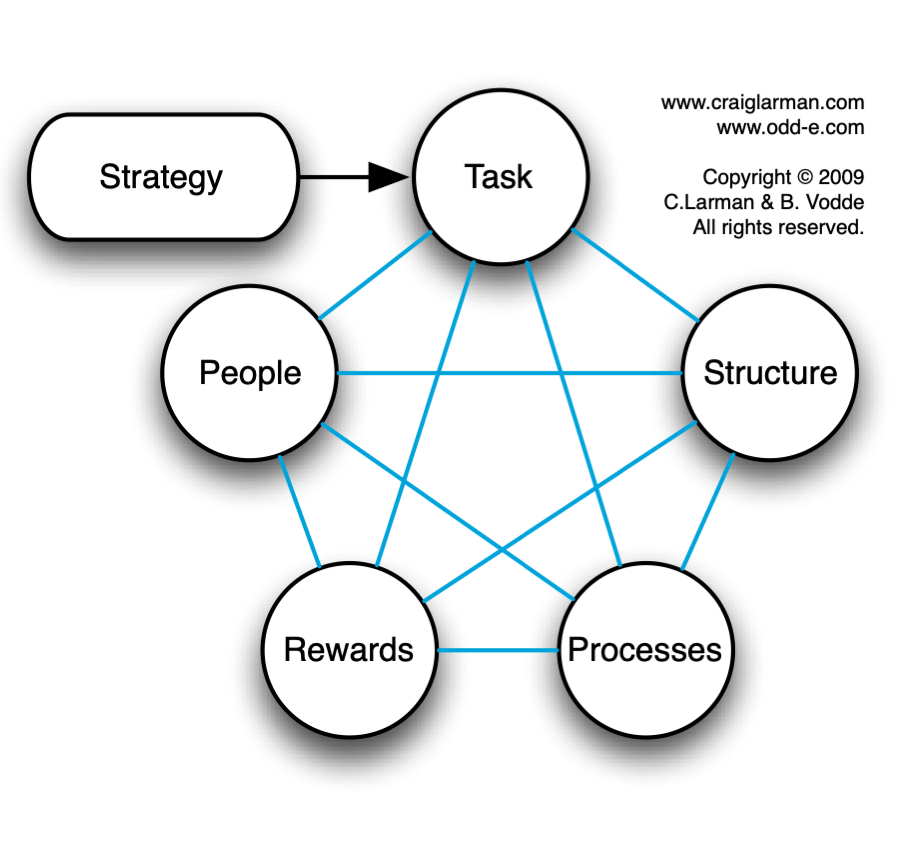 www.craiglarman.com
www.odd-e.com
Copyright © 2009
C.Larman & B. Vodde
All rights reserved.
Strategy
Task
People
Structure
Rewards
Processes